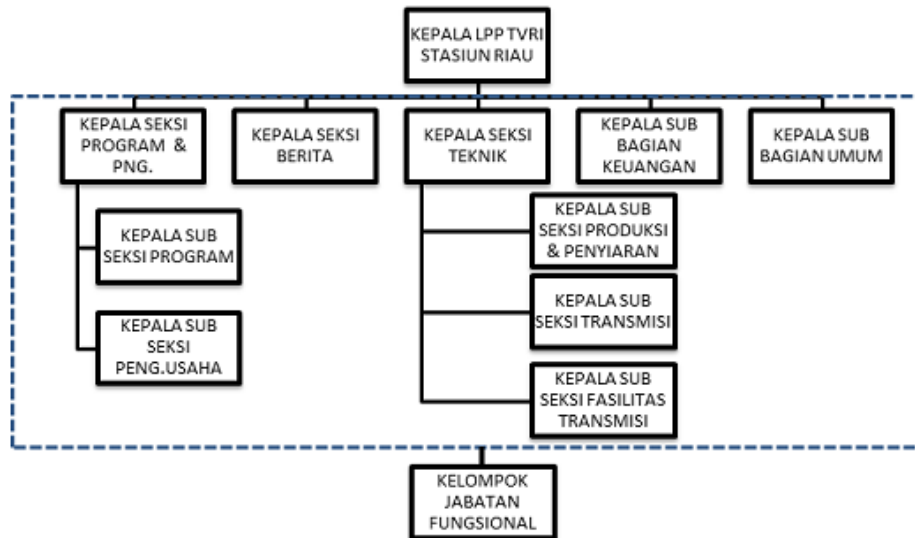 KEPALA LPP TVRI
STASIUN RIAU
KEPALA SEKSI
PROGRAM & 
PNG.
KEPALA SEKSI
BERITA
KEPALA SEKSI
TEKNIK
KEPALA SUB
BAGIAN
KEUANGAN
KEPALA SUB
BAGIAN UMUM
KEPALA SUB
SEKSI PROGRAM
KEPALA SUB
SEKSI
PENG.USAHA
KEPALA SUB
SEKSI PRODUKSI
& PENYIARAN
KEPALA SUB
SEKSI TRANSMISI
KEPALA SUB
SEKSI FASILITAS
TRANSMISI
KELOMPOK
JABATAN
FUNGSIONAL